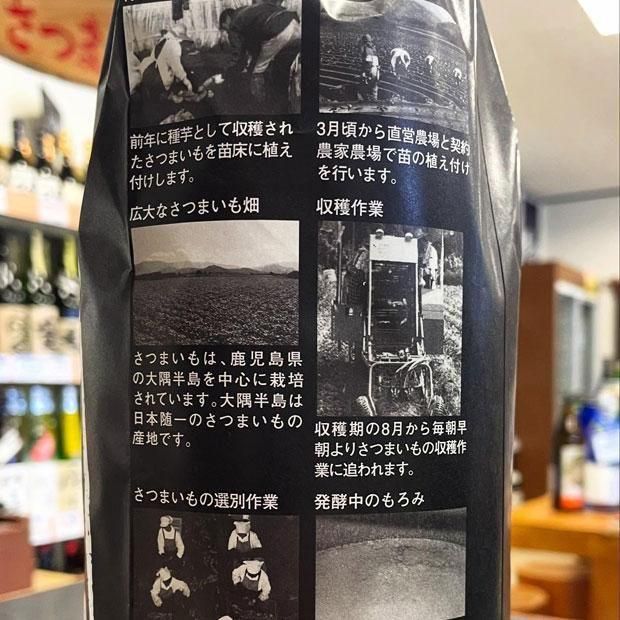 さつま
前年に種芋として収穫され
たさつまいもを苗床に植え
付けします。
3月頃から直営農場と契約
農家農場で苗の植え付け
を行います。
広大なさつまいも畑
さつまいもは、鹿児島県
の大隅半島を中心に栽培
されています。大隅半島は
日本随一のさつまいもの
産地です。
収穫作業
収穫期の8月から毎朝早
朝よりさつまいもの収穫作
業に追われます。
さつまいもの選別作業
発酵中のもろみ